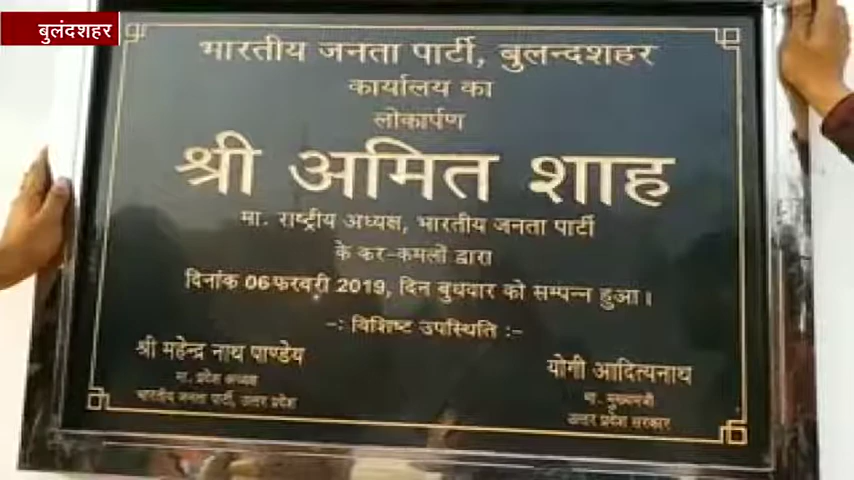 बुलंदशहर
भारतीय जनता पार्टी, बुलन्दशहर
कार्यालय का
लोकार्पण
श्री अमित शाह
मा. राष्ट्रीय अध्यक्ष, भारतीय जनता पार्टी
के कर-कमलों द्वारा
दिनांक 06 फरवरी 2019, दिन बुधवार को सम्पन्न हुआ।
-: विशिष्ट उपस्थिति :-
श्री महेन्द्र नाथ पाण्डेय
मा. प्रदेश अध्यक्ष
भारतीय जनता पार्टी, उत्तर प्रदेश
योगी आदित्यनाथ
मा. मुख्यमंत्री
उत्तर प्रदेश सरकार